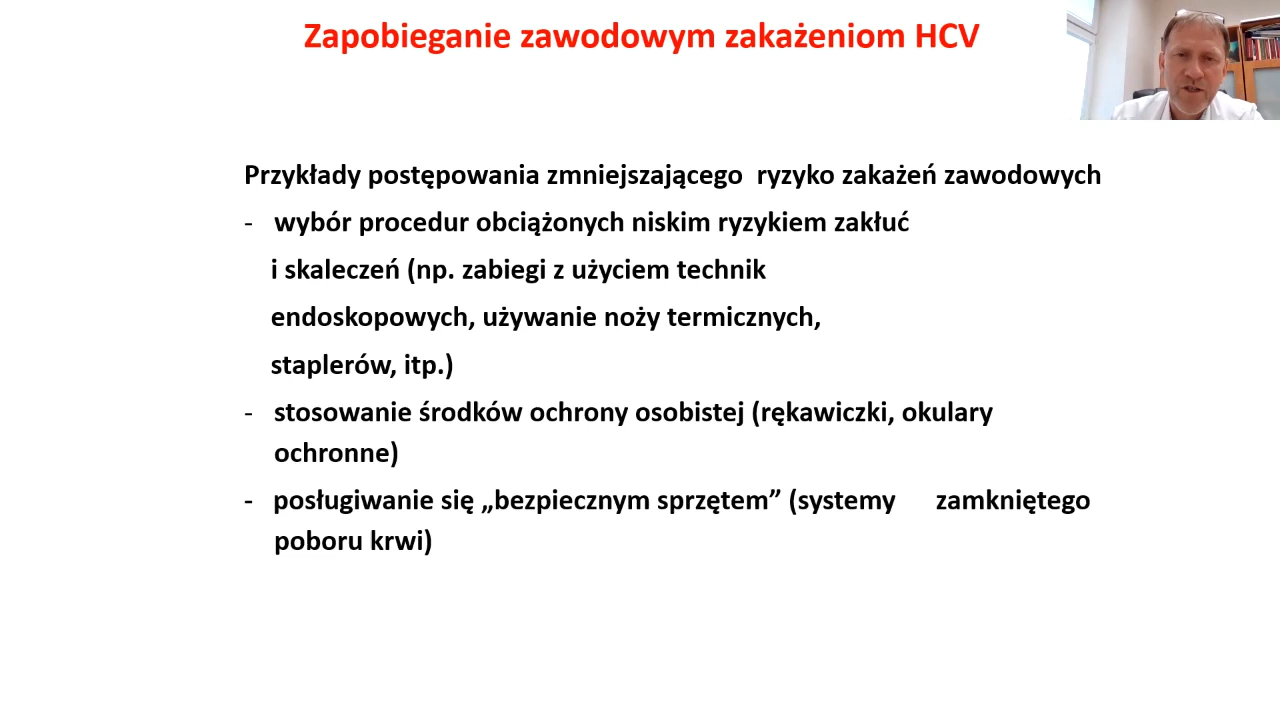 Zapobieganie zawodowym zakażeniom HCV
Przykłady postępowania zmniejszającego ryzyko zakażeń zawodowych
- wybór procedur obciążonych niskim ryzykiem zakłuć
i skaleczeń (np. zabiegi z użyciem technik
endoskopowych, używanie noży termicznych,
staplerów, itp.)
- stosowanie środków ochrony osobistej (rękawiczki, okulary
ochronne)
- posługiwanie się „bezpiecznym sprzętem” (systemy zamkniętego
poboru krwi)